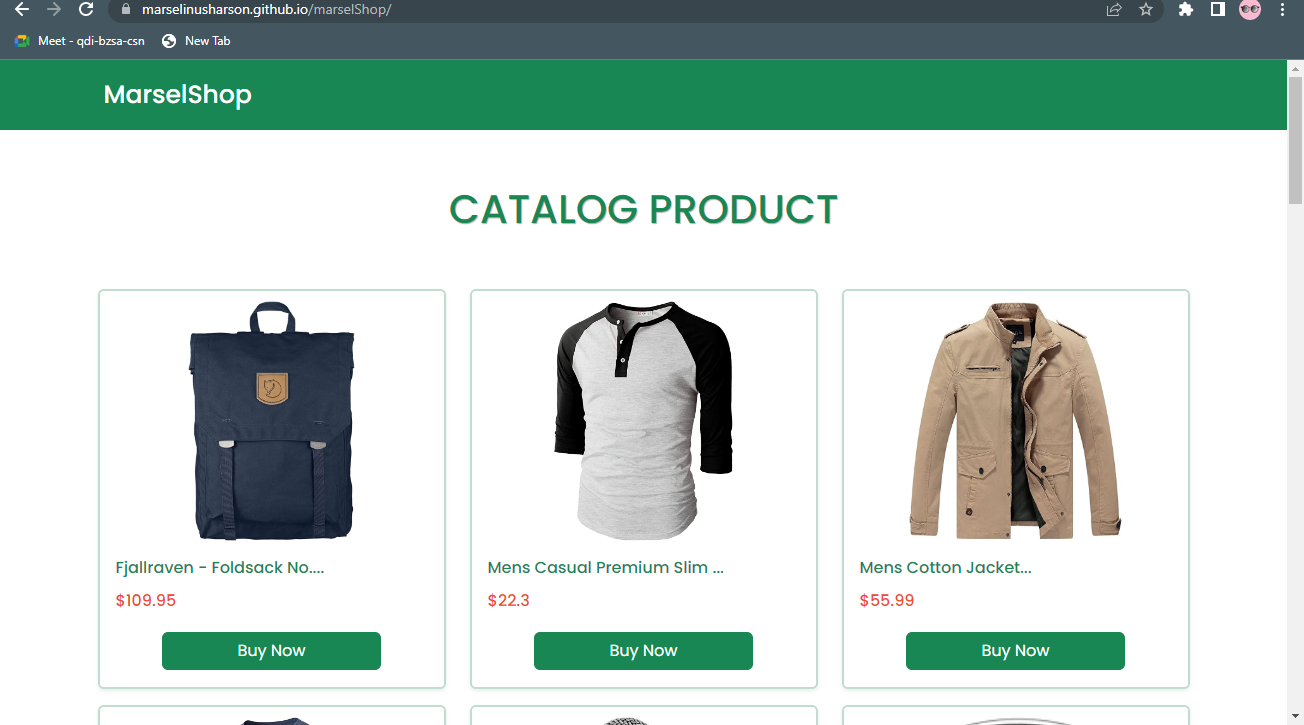 marselinusharson.github.io/marselShop/
Meet - qdi-bzsa-csn New Tab
MarselShop
CATALOG PRODUCT
Fjallraven - Foldsack No.... Mens Casual Premium Slim ... Mens Cotton Jacket...
$109.95 $22.3 $55.99
Buy Now Buy Now Buy Now